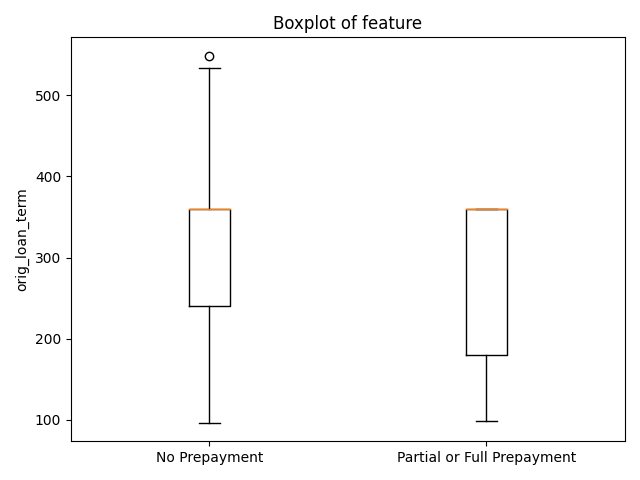 Boxplot of feature
500
400
300
200
100
orig_loan_term
No Prepayment
Partial or Full Prepayment